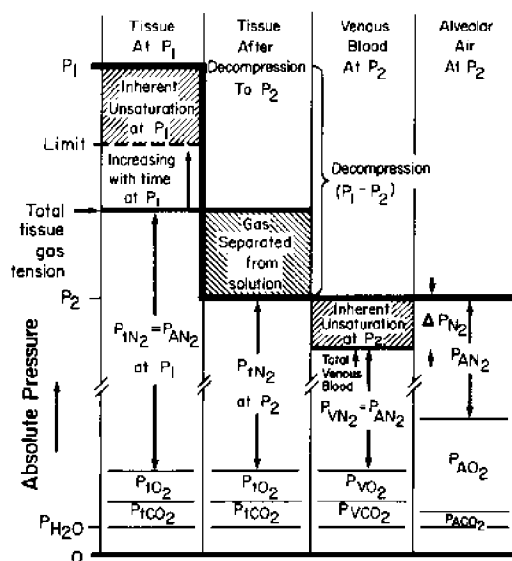 Tissue
At P1
Tissue
After
Decompression
To P2
Venous
Blood
At P2
Alveolar
Air
At P2
P1
Inherent
Unsaturation
at P1
Limit
Increasing
with time
at P1
Decompression
(P1 - P2)
Total
tissue
gas
tension
Gas
Separated
from
solution
P2
Inherent
Unsaturation
at P2
Δ PN2
Total
Venous
Blood
PAN2
PtN2=PAN2
at P1
PtN2
at P2
PVN2=PAN2
Absolute Pressure
PtO2
PtO2
PVO2
PAO2
PtCO2
PtCO2
PVCO2
PACO2
PH2O
0